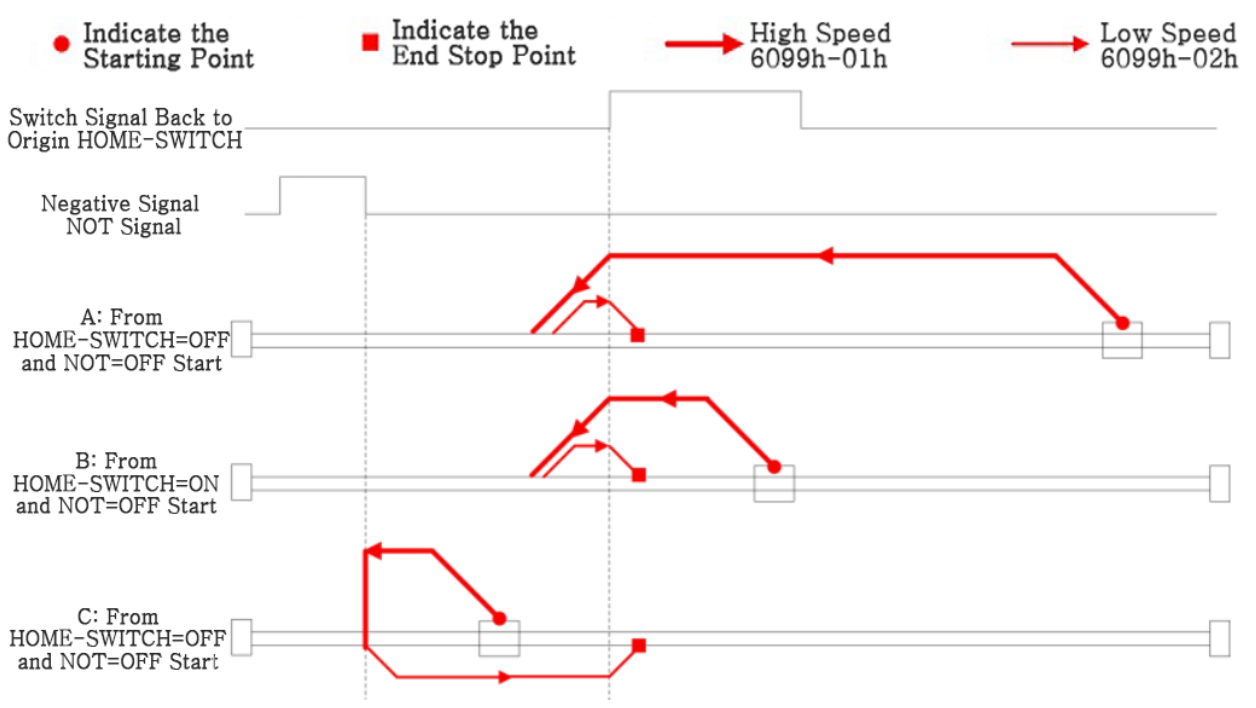 Indicate the
Starting Point
Indicate the
End Stop Point
High Speed
6099h-01h
Low Speed
6099h-02h
Switch Signal Back to
Origin HOME-SWITCH
Negative Signal
NOT Signal
A: From
HOME-SWITCH=OFF
and NOT=OFF Start
B: From
HOME-SWITCH=ON
and NOT=OFF Start
C: From
HOME-SWITCH=OFF
and NOT=OFF Start